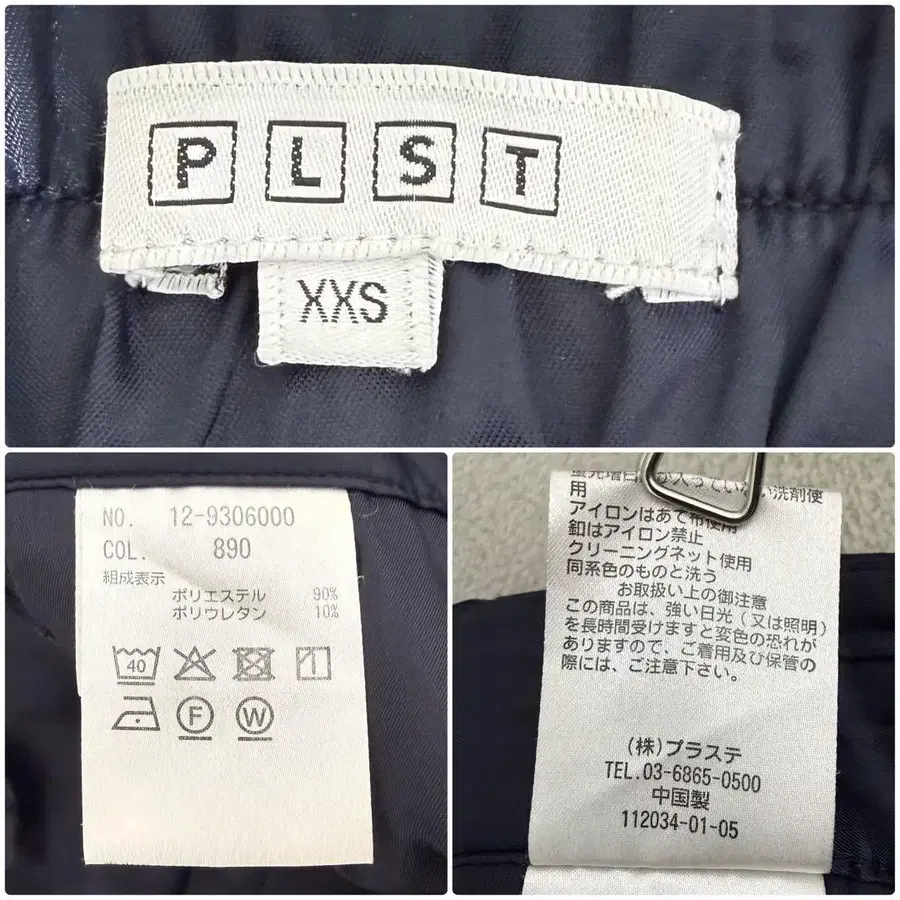 PLST
XXS
NO. 12-9306000
COL. 890
組成表示
ポリエステル 90%
ポリウレタン 10%
40
F W
い洗剤使
用
アイロンはあて布使用
釦はアイロン禁止
クリーニングネット使用
同系色のものと洗う
お取扱い上の御注意
この商品は、強い日光(又は照明)
を長時間受けますと変色の恐れが
ありますので、ご着用及び保管の
際には、ご注意下さい。
(株)プラステ
TEL.03-6865-0500
中国製
112034-01-05